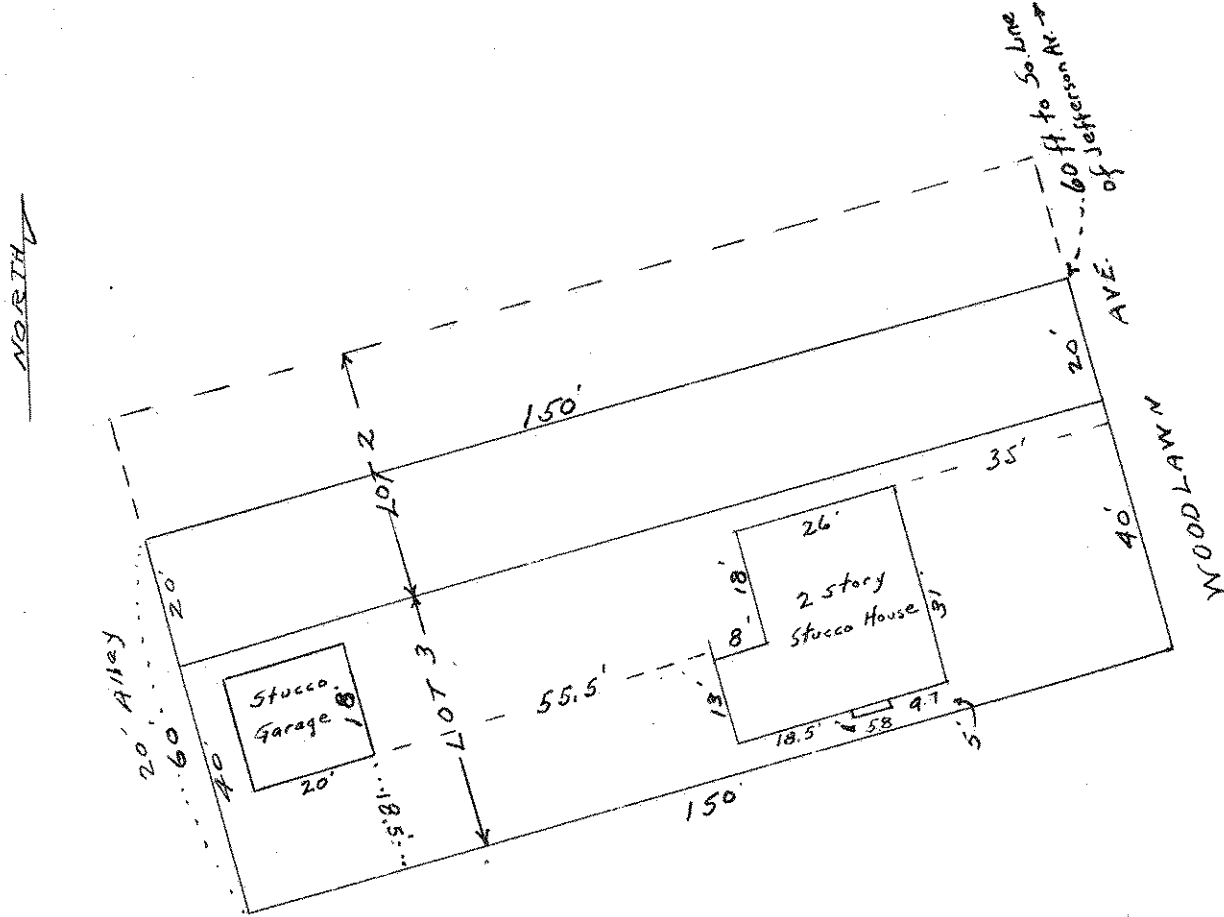 NORTH
60 ft. to So. Line
of Jefferson Av.
20' Alley
60
20'
40'
LOT 2
150'
20'
AVE.
WOODLAWN
40'
35'
Stucco
Garage
18
20'
18.5'
LOT 3
55.5'
26'
18'
8'
13'
2 story
Stucco House
31'
18.5'
5.8
9.7
5'
150'